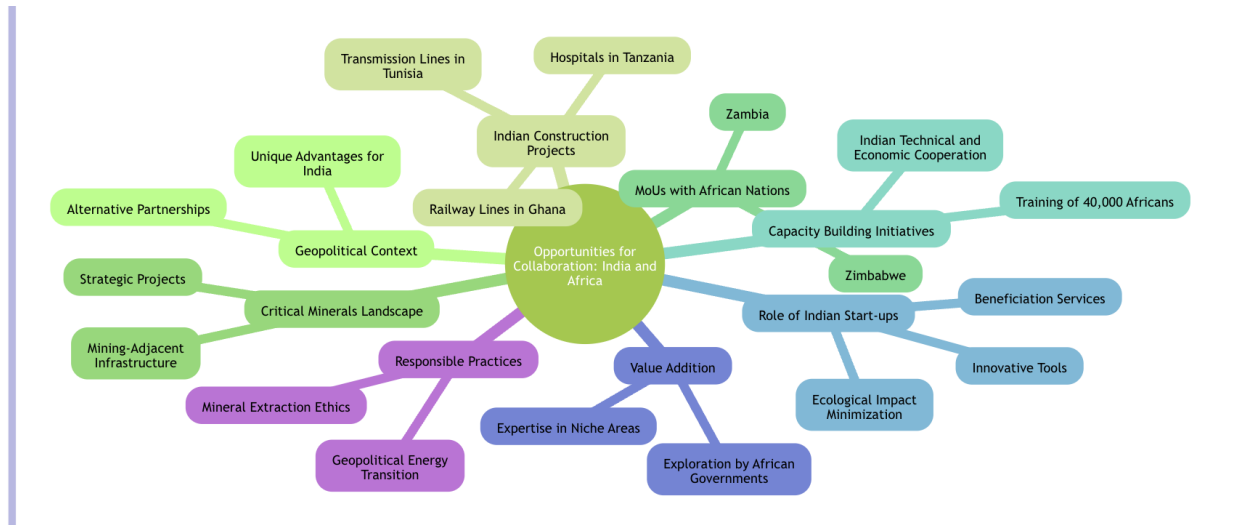 Transmission Lines in
Tunisia
Hospitals in Tanzania
Indian Construction
Projects
Railway Lines in Ghana
Zambia
MoUs with African Nations
Zimbabwe
Indian Technical and
Economic Cooperation
Training of 40,000 Africans
Capacity Building Initiatives
Unique Advantages for
India
Alternative Partnerships
Geopolitical Context
Opportunities for
Collaboration: India and
Africa
Strategic Projects
Critical Minerals Landscape
Mining-Adjacent
Infrastructure
Responsible Practices
Mineral Extraction Ethics
Geopolitical Energy
Transition
Value Addition
Expertise in Niche Areas
Exploration by African
Governments
Role of Indian Start-ups
Beneficiation Services
Innovative Tools
Ecological Impact
Minimization